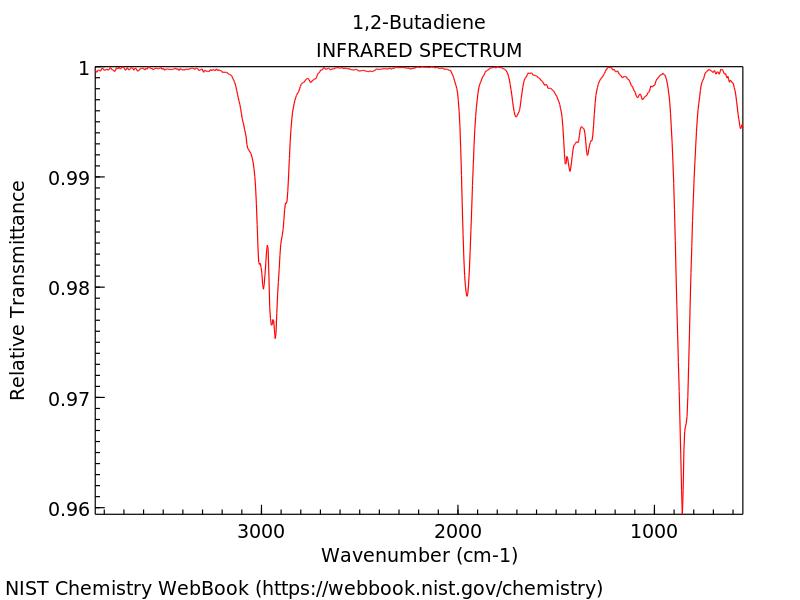 1,2-Butadiene
INFRARED SPECTRUM
1
0.99
0.98
0.97
0.96
Relative Transmittance
3000 2000 1000
Wavenumber (cm-1)
NIST Chemistry WebBook (https://webbook.nist.gov/chemistry)